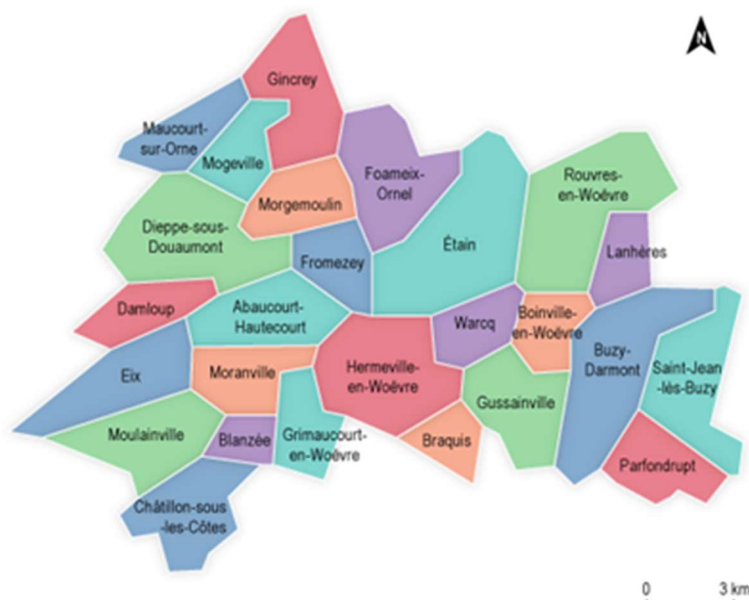 N
Gincrey
Maucourt-
sur-Orne
Mogeville
Foameix-
Ornel
Rouvres-
en-Woëvre
Morgemoulin
Dieppe-sous-
Douaumont
Étain
Lanhères
Fromezey
Damloup
Abaucourt-
Hautecourt
Warcq
Boinville-
en-Woëvre
Buzy-
Darmont
Saint-Jean
-lès-Buzy
Eix
Moranville
Hermeville-
en-Woëvre
Gussainville
Moulainville
Blanzée
Grimaucourt-
en-Woëvre
Braquis
Parfondrupt
Châtillon-sous
-les-Côtes
0 3 km